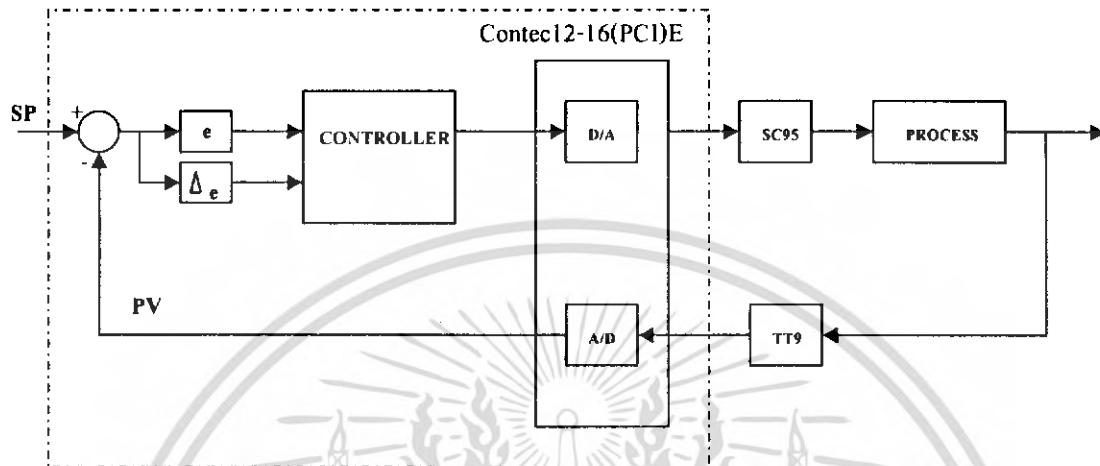 Contec12-16(PCI)E
SP
+
-
e
Δe
CONTROLLER
D/A
SC95
PROCESS
PV
A/D
TT9